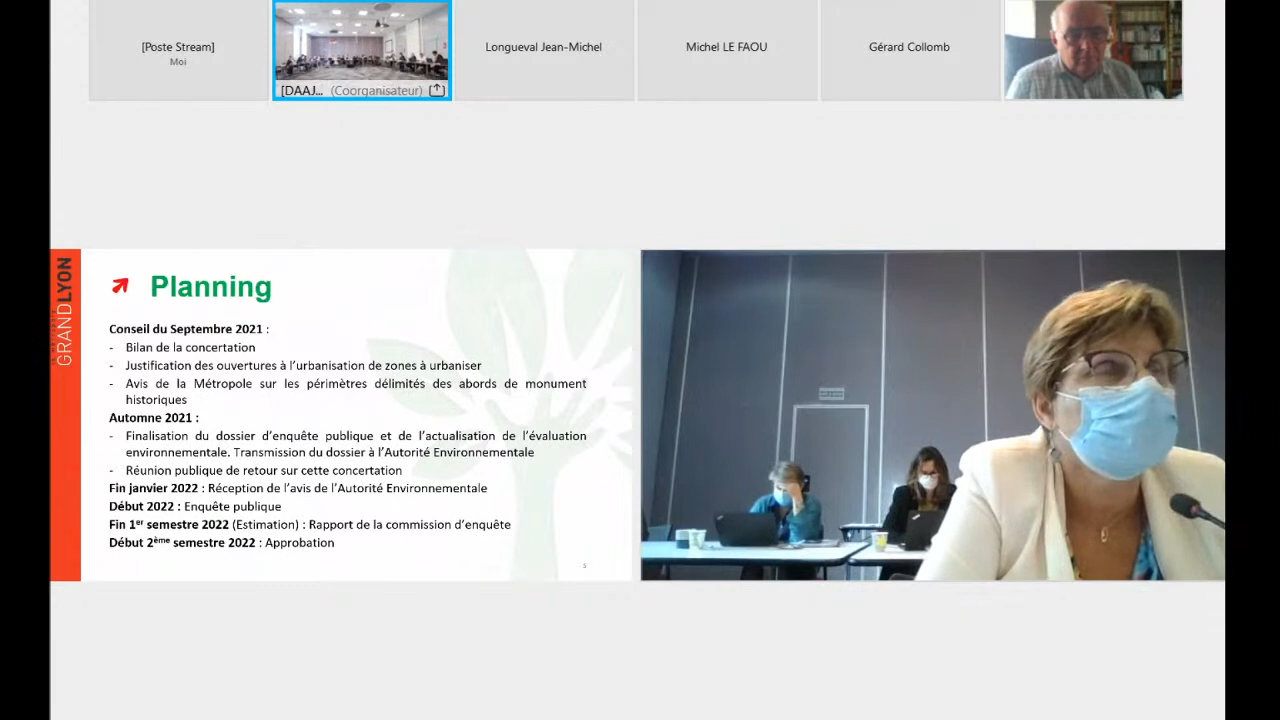 [Poste Stream]
Moi
[DAAJ... (Coorganisateur)
Longueval Jean-Michel
Michel LE FAOU
Gérard Collomb
GRANDLYON
la métropole
Planning
Conseil du Septembre 2021 :
- Bilan de la concertation
- Justification des ouvertures à l'urbanisation de zones à urbaniser
- Avis de la Métropole sur les périmètres délimités des abords de monument
historiques
Automne 2021 :
- Finalisation du dossier d'enquête publique et de l'actualisation de l'évaluation
environnementale. Transmission du dossier à l'Autorité Environnementale
- Réunion publique de retour sur cette concertation
Fin janvier 2022 : Réception de l'avis de l'Autorité Environnementale
Début 2022 : Enquête publique
Fin 1er semestre 2022 (Estimation) : Rapport de la commission d'enquête
Début 2ème semestre 2022 : Approbation
5